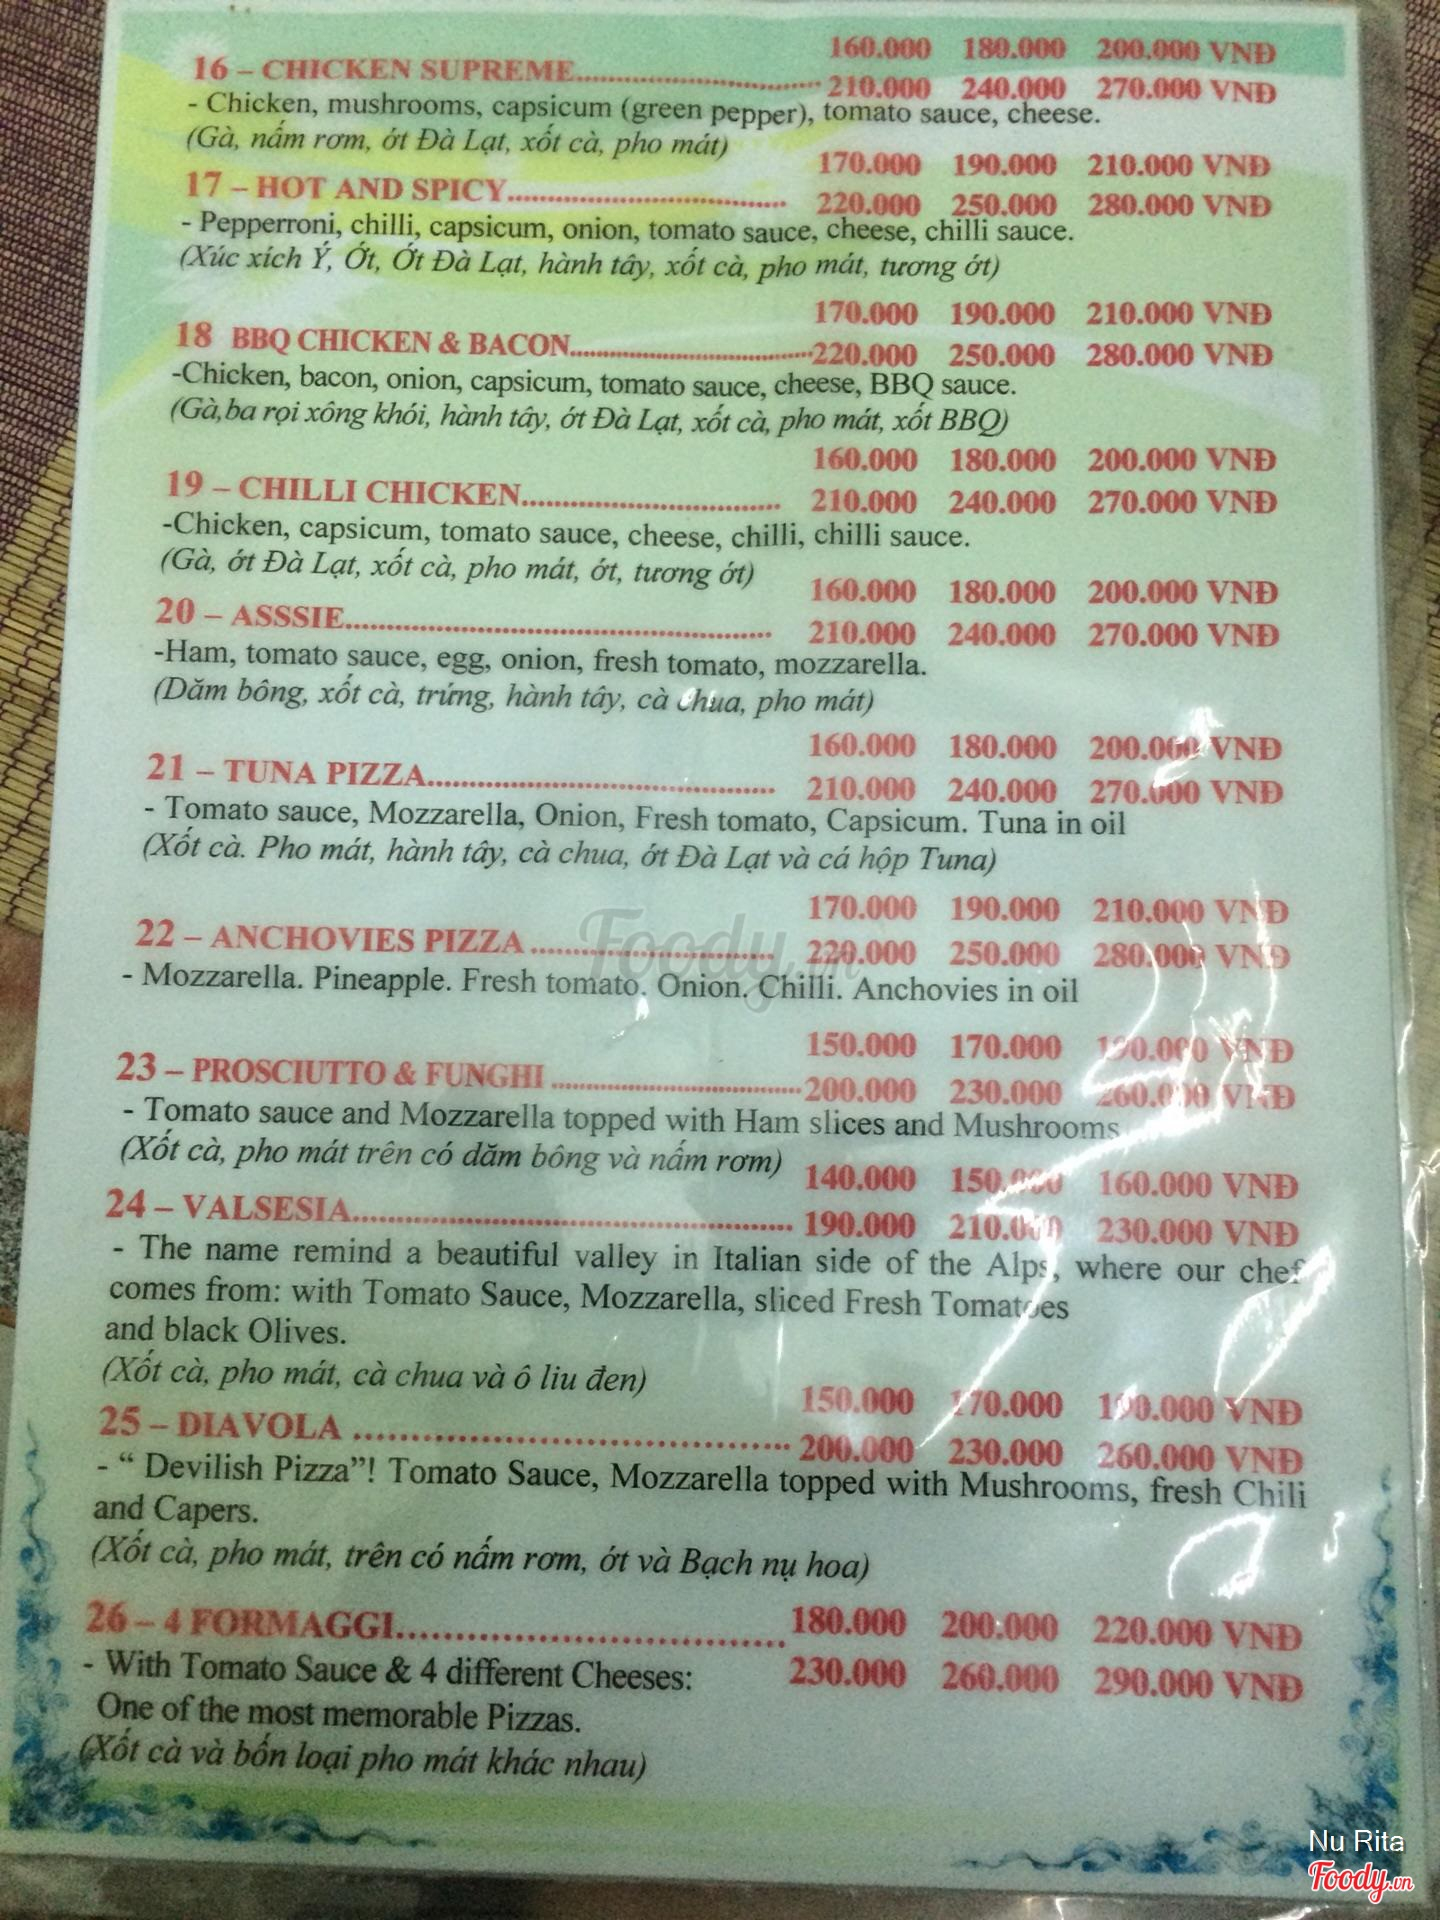 160.000 180.000 200.000 VNĐ
16 – CHICKEN SUPREME.......... 210.000 240.000 270.000 VNĐ
- Chicken, mushrooms, capsicum (green pepper), tomato sauce, cheese.
(Gà, nấm rơm, ớt Đà Lạt, xốt cà, pho mát)
170.000 190.000 210.000 VNĐ
17 – HOT AND SPICY.......... 220.000 250.000 280.000 VNĐ
- Pepperroni, chilli, capsicum, onion, tomato sauce, cheese, chilli sauce.
(Xúc xích Ý, Ớt, Ớt Đà Lạt, hành tây, xốt cà, pho mát, tương ớt)
170.000 190.000 210.000 VNĐ
18 BBQ CHICKEN & BACON..........220.000 250.000 280.000 VNĐ
-Chicken, bacon, onion, capsicum, tomato sauce, cheese, BBQ sauce.
(Gà,ba rọi xông khói, hành tây, ớt Đà Lạt, xốt cà, pho mát, xốt BBQ)
160.000 180.000 200.000 VNĐ
19 – CHILLI CHICKEN.......... 210.000 240.000 270.000 VNĐ
-Chicken, capsicum, tomato sauce, cheese, chilli, chilli sauce.
(Gà, ớt Đà Lạt, xốt cà, pho mát, ớt, tương ớt)
160.000 180.000 200.000 VNĐ
20 – ASSSIE.......... 210.000 240.000 270.000 VNĐ
-Ham, tomato sauce, egg, onion, fresh tomato, mozzarella.
(Dăm bông, xốt cà, trứng, hành tây, cà chua, pho mát)
160.000 180.000 200.000 VNĐ
21 – TUNA PIZZA.......... 210.000 240.000 270.000 VNĐ
- Tomato sauce, Mozzarella, Onion, Fresh tomato, Capsicum. Tuna in oil
(Xốt cà. Pho mát, hành tây, cà chua, ớt Đà Lạt và cá hộp Tuna)
170.000 190.000 210.000 VNĐ
22 – ANCHOVIES PIZZA .......... 220.000 250.000 280.000 VNĐ
Foody.vn
- Mozzarella. Pineapple. Fresh tomato. Onion. Chilli. Anchovies in oil
150.000 170.000 190.000 VNĐ
23 – PROSCIUTTO & FUNGHI ..........200.000 230.000 260.000 VNĐ
- Tomato sauce and Mozzarella topped with Ham slices and Mushrooms
(Xốt cà, pho mát trên có dăm bông và nấm rơm)
140.000 150.000 160.000 VNĐ
24 – VALSESIA.......... 190.000 210.000 230.000 VNĐ
- The name remind a beautiful valley in Italian side of the Alps, where our chef
comes from: with Tomato Sauce, Mozzarella, sliced Fresh Tomatoes
and black Olives.
(Xốt cà, pho mát, cà chua và ô liu đen)
150.000 170.000 190.000 VNĐ
25 – DIAVOLA .......... 200.000 230.000 260.000 VNĐ
- “ Devilish Pizza”! Tomato Sauce, Mozzarella topped with Mushrooms, fresh Chili
and Capers.
(Xốt cà, pho mát, trên có nấm rơm, ớt và Bạch nụ hoa)
26 – 4 FORMAGGI.......... 180.000 200.000 220.000 VNĐ
- With Tomato Sauce & 4 different Cheeses: 230.000 260.000 290.000 VNĐ
One of the most memorable Pizzas.
(Xốt cà và bốn loại pho mát khác nhau)
Nu Rita
Foody.vn